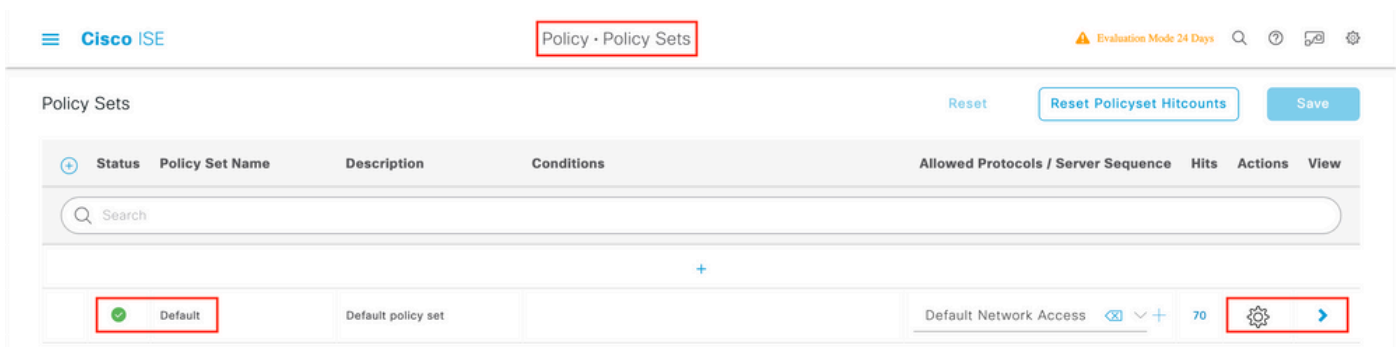 Cisco ISE
Policy · Policy Sets
Evaluation Mode 24 Days
Policy Sets
Reset
Reset Policyset Hitcounts
Save
Status Policy Set Name Description Conditions Allowed Protocols / Server Sequence Hits Actions View
Search
+
Default Default policy set Default Network Access + 70